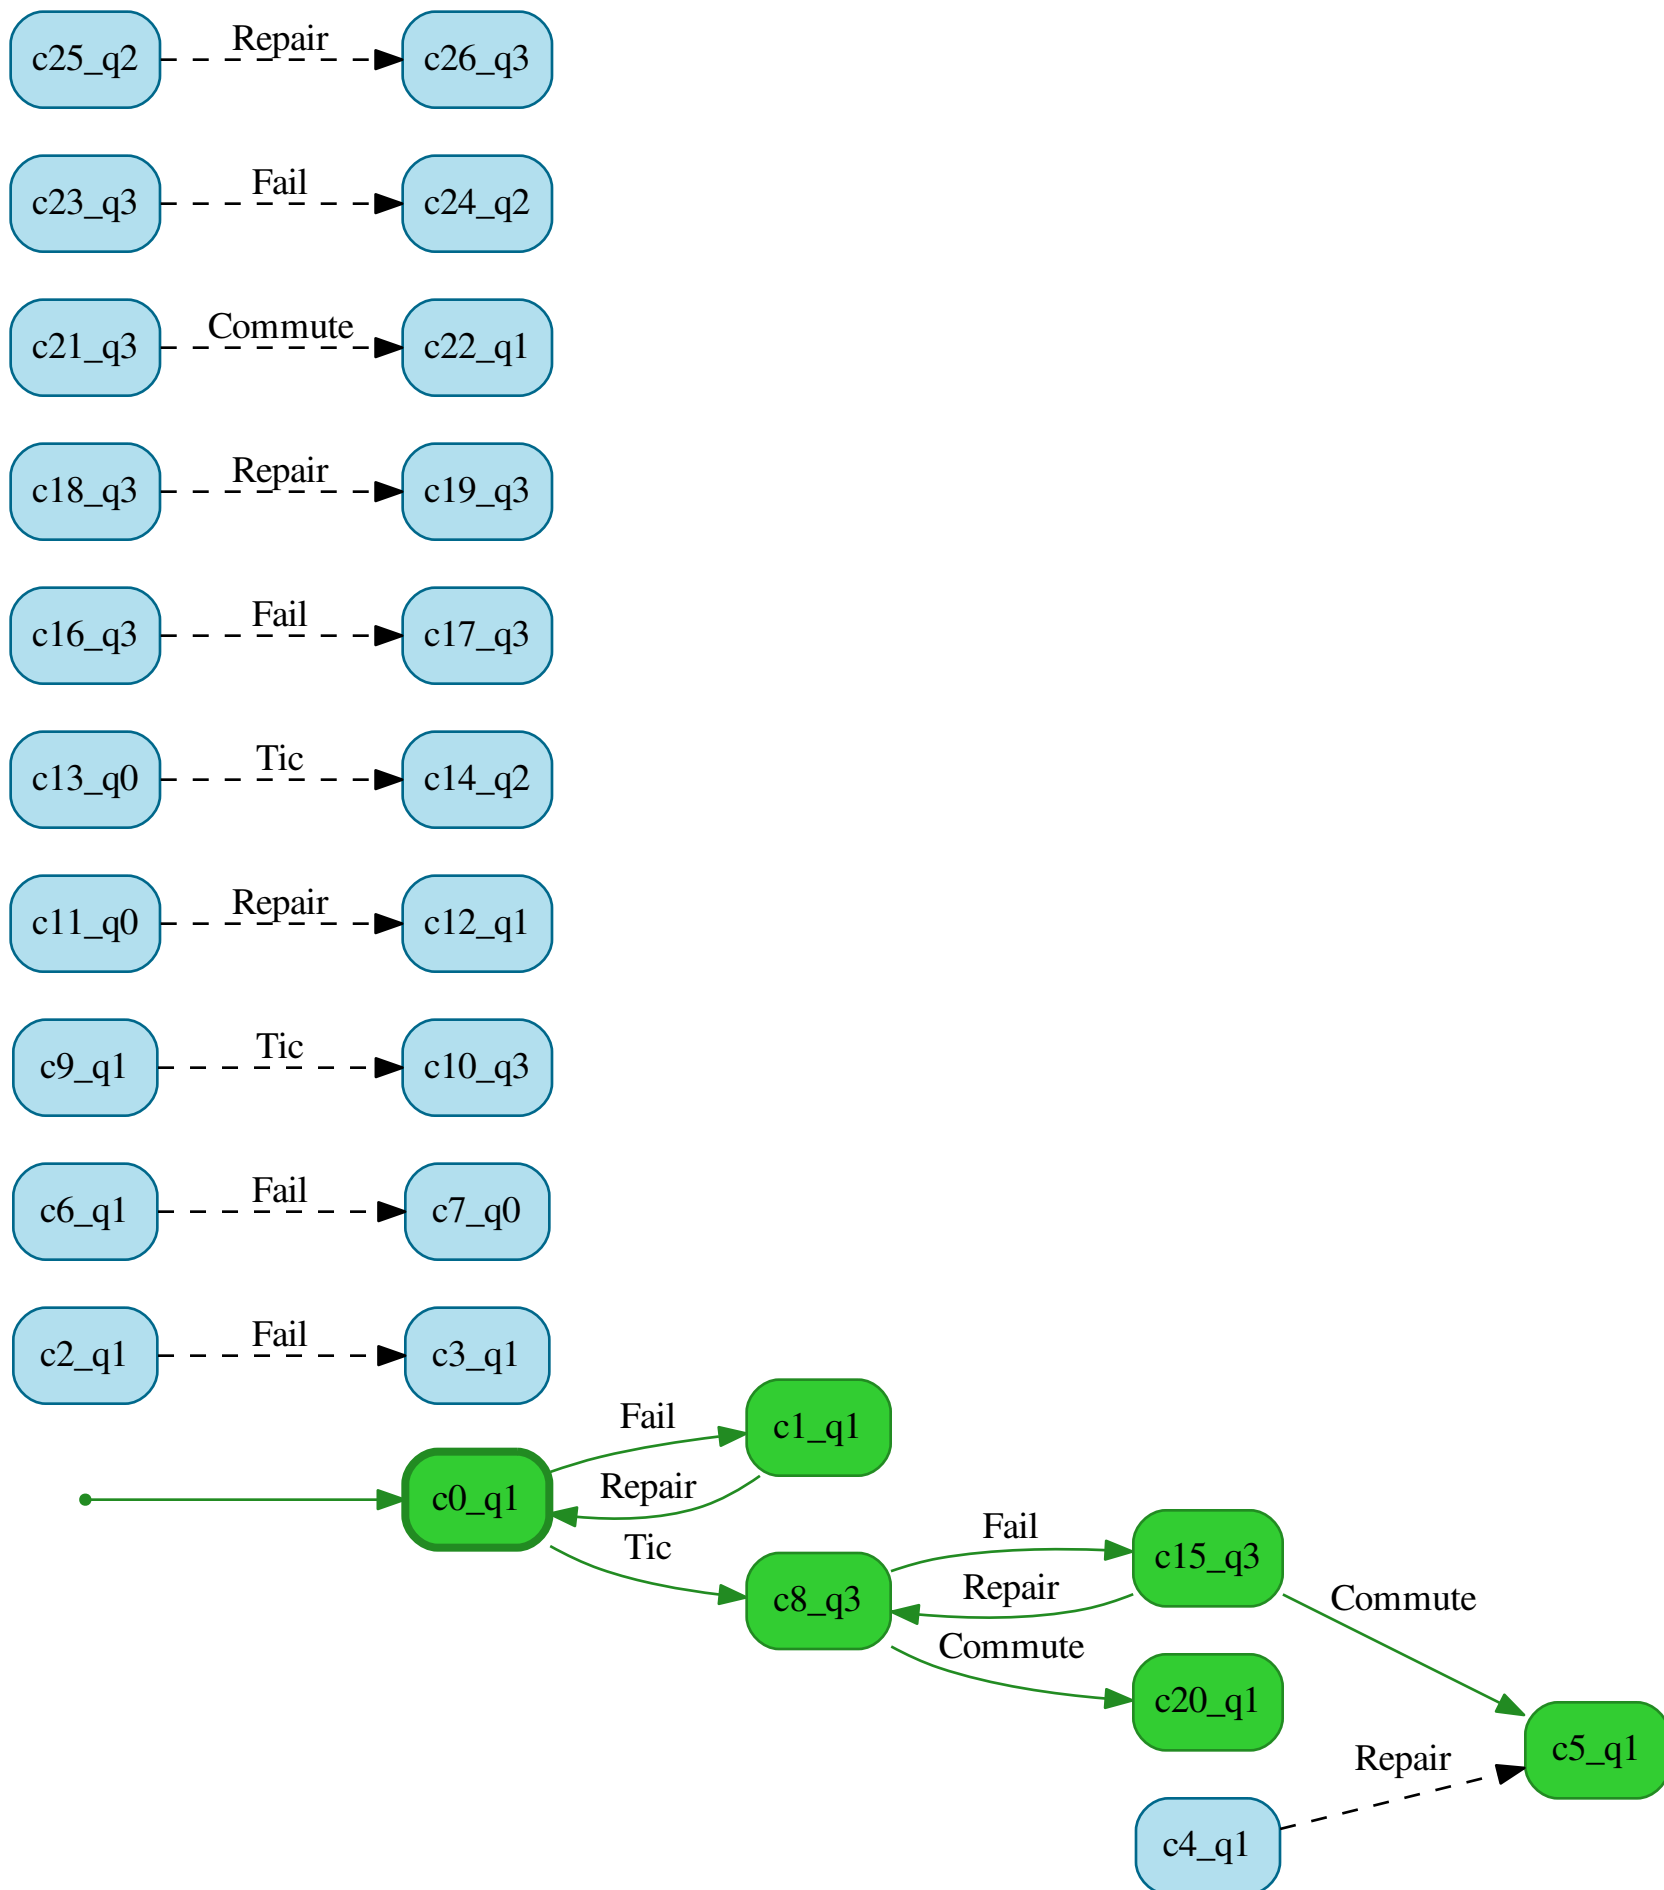 c25_q2 Repair c26_q3
c23_q3 Fail c24_q2
c21_q3 Commute c22_q1
c18_q3 Repair c19_q3
c16_q3 Fail c17_q3
c13_q0 Tic c14_q2
c11_q0 Repair c12_q1
c9_q1 Tic c10_q3
c6_q1 Fail c7_q0
c2_q1 Fail c3_q1
Fail c1_q1
c0_q1 Repair
Tic Fail c15_q3
c8_q3 Repair Commute
Commute c20_q1
Repair c5_q1
c4_q1